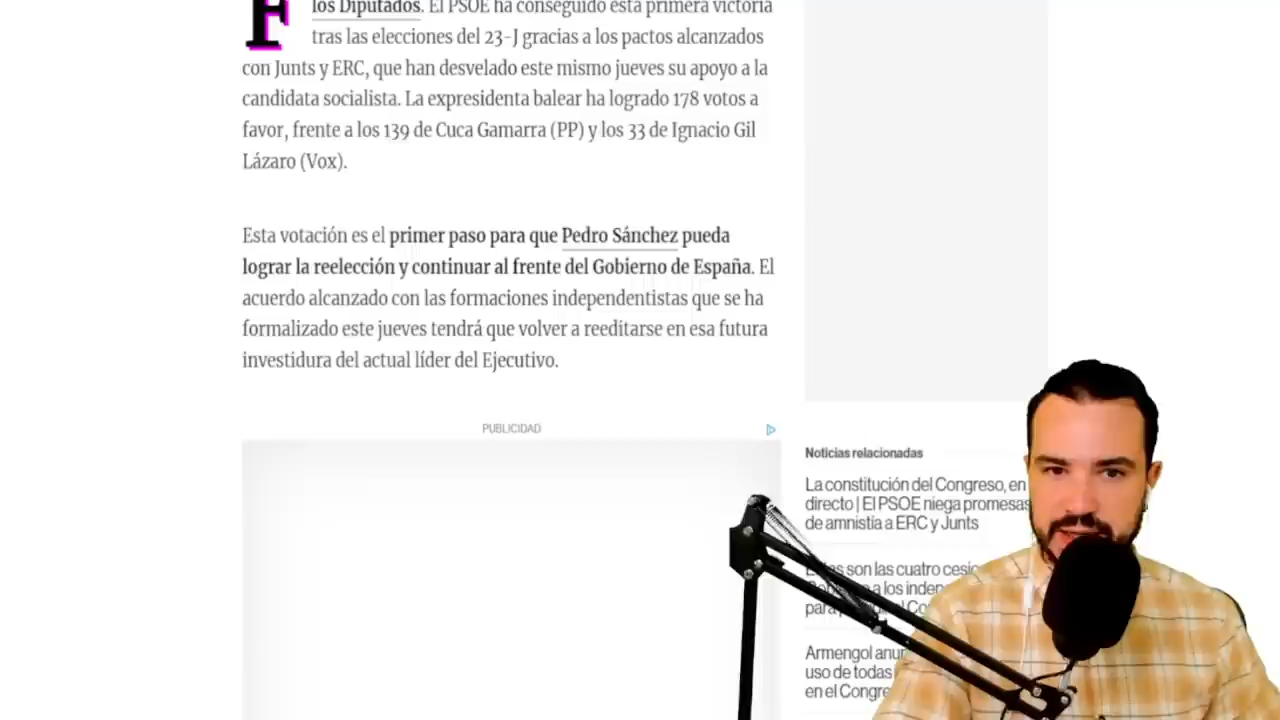 F
los Diputados. El PSOE ha conseguido esta primera victoria
tras las elecciones del 23-J gracias a los pactos alcanzados
con Junts y ERC, que han desvelado este mismo jueves su apoyo a la
candidata socialista. La expresidenta balear ha logrado 178 votos a
favor, frente a los 139 de Cuca Gamarra (PP) y los 33 de Ignacio Gil
Lázaro (Vox).
Esta votación es el primer paso para que Pedro Sánchez pueda
lograr la reelección y continuar al frente del Gobierno de España. El
acuerdo alcanzado con las formaciones independentistas que se ha
formalizado este jueves tendrá que volver a reeditarse en esa futura
investidura del actual líder del Ejecutivo.
PUBLICIDAD
Noticias relacionadas
La constitución del Congreso, en
directo | El PSOE niega promesas
de amnistía a ERC y Junts
son las cuatro
a los
Armengol
uso de todas
en el